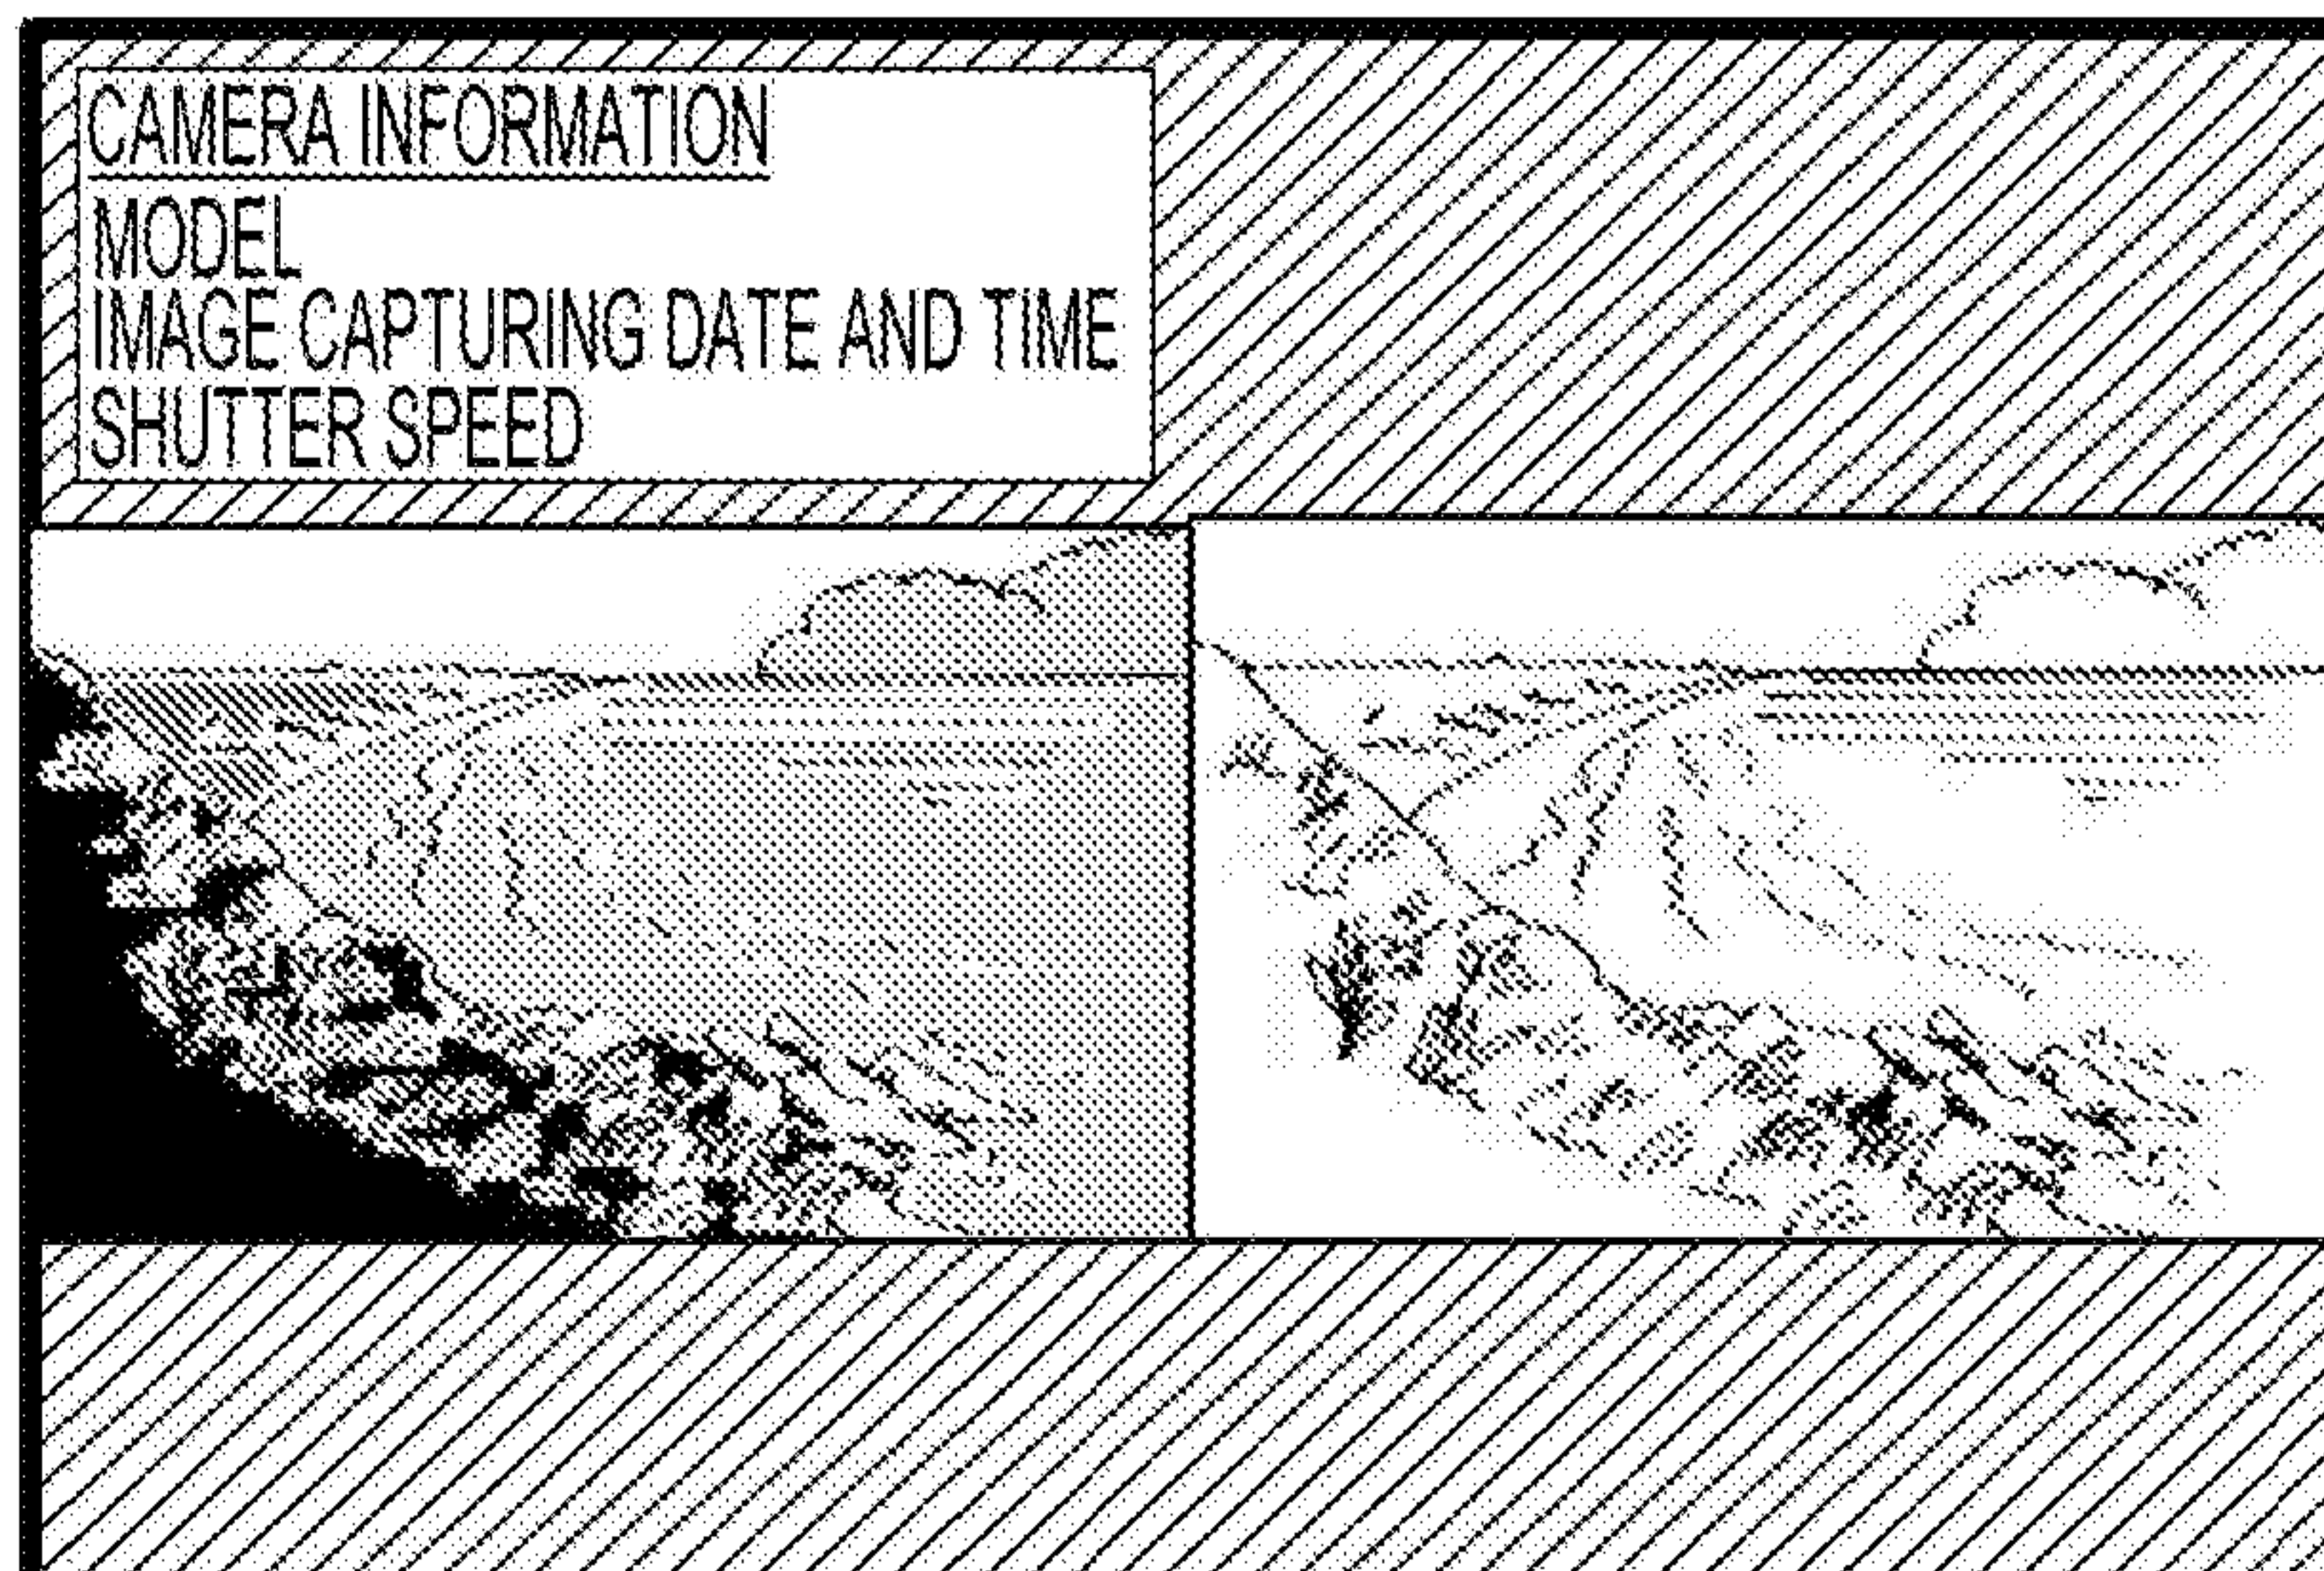 CAMERA INFORMATION
MODEL
IMAGE CAPTURING DATE AND TIME
SHUTTER SPEED